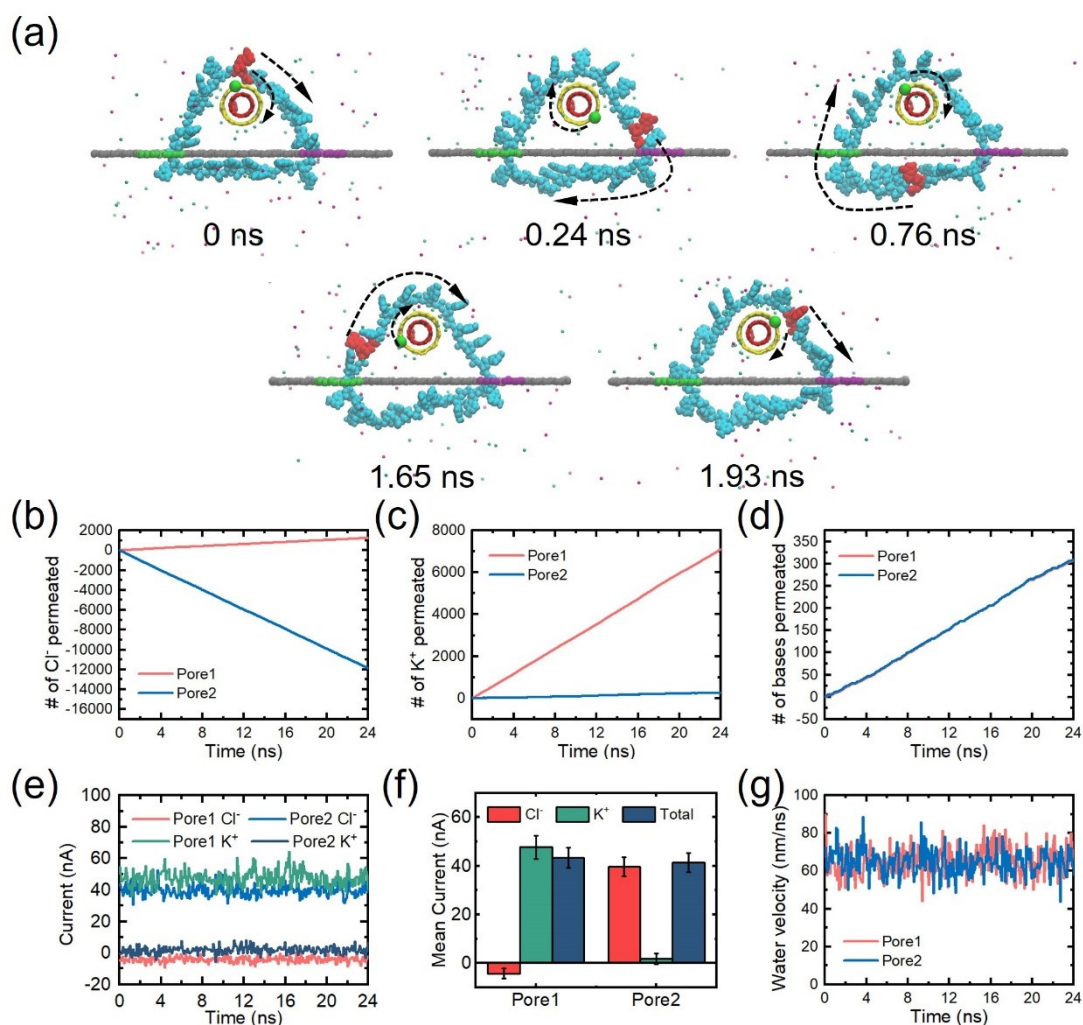 (a)
0 ns
0.24 ns
0.76 ns
1.65 ns
1.93 ns
(b)
# of Cl⁻ permeated
2000
0
-2000
-4000
-6000
-8000
-10000
-12000
-14000
-16000
Pore1
Pore2
0 4 8 12 16 20 24
Time (ns)
(c)
# of K⁺ permeated
8000
6000
4000
2000
0
Pore1
Pore2
0 4 8 12 16 20 24
Time (ns)
(d)
# of bases permeated
350
300
250
200
150
100
50
0
-50
Pore1
Pore2
0 4 8 12 16 20 24
Time (ns)
(e)
Current (nA)
100
80
60
40
20
0
-20
Pore1 Cl⁻ Pore2 Cl⁻
Pore1 K⁺ Pore2 K⁺
0 4 8 12 16 20 24
Time (ns)
(f)
Mean Current (nA)
60
40
20
0
Cl⁻ K⁺ Total
Pore1 Pore2
(g)
Water velocity (nm/ns)
100
80
60
40
20
0
Pore1
Pore2
0 4 8 12 16 20 24
Time (ns)